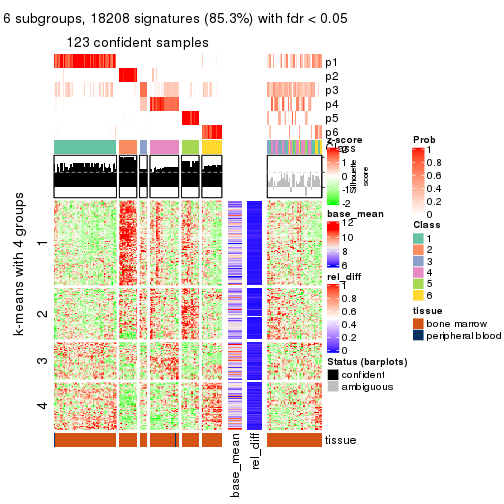 6 subgroups, 18208 signatures (85.3%) with fdr < 0.05
123 confident samples
p1
p2
p3
p4
p5
p6
Class
Silhouette
score
1
2
3
4
k-means with 4 groups
tissue
base_mean
rel_diff
z-score
2
1
0
-1
-2
base_mean
12
10
8
6
rel_diff
1
0.8
0.6
0.4
0.2
0
Status (barplots)
confident
ambiguous
Prob
1
0.8
0.6
0.4
0.2
0
Class
1
2
3
4
5
6
tissue
bone marrow
peripheral blood